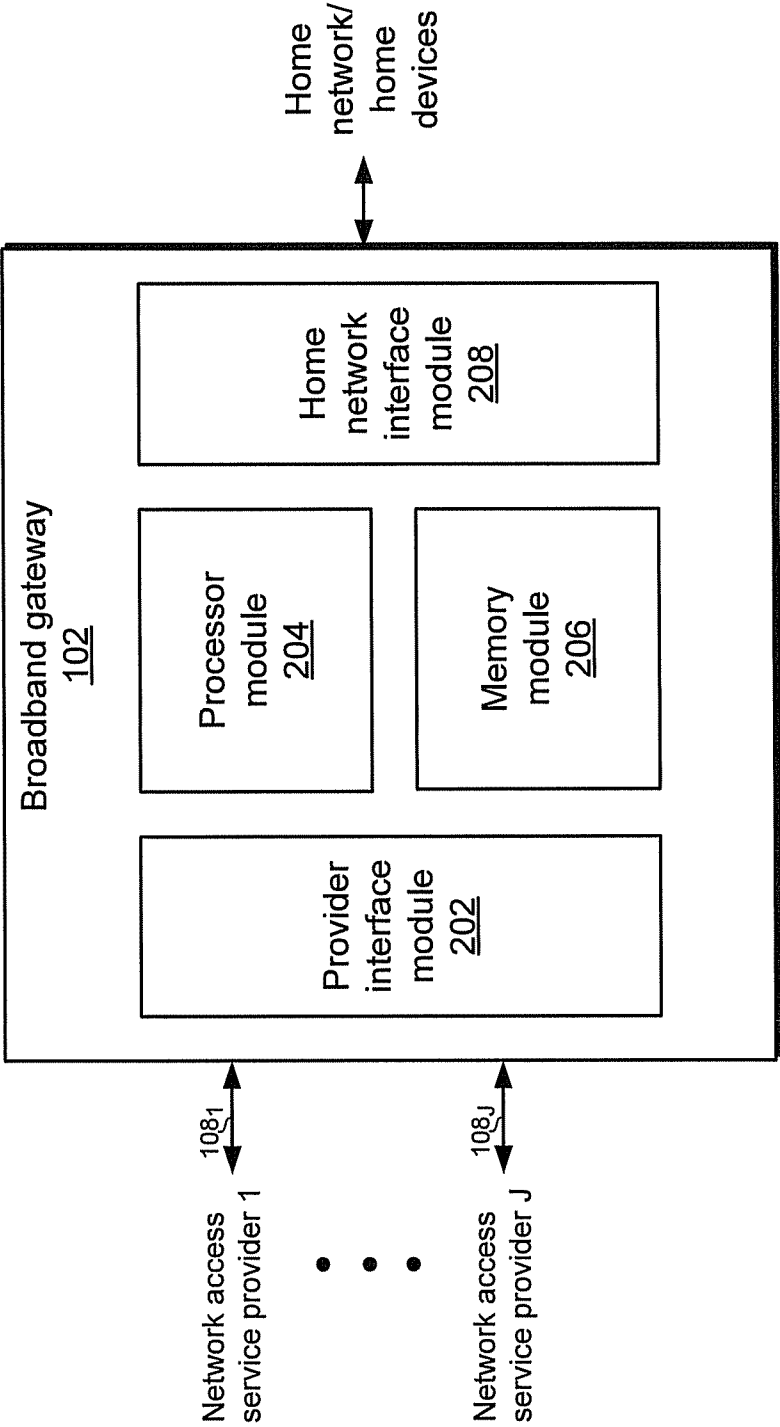 Broadband gateway
102
Network access
service provider 1
108₁
Network access
service provider J
108_J
Provider
interface
module
202
Processor
module
204
Memory
module
206
Home
network
interface
module
208
Home
network/
home
devices